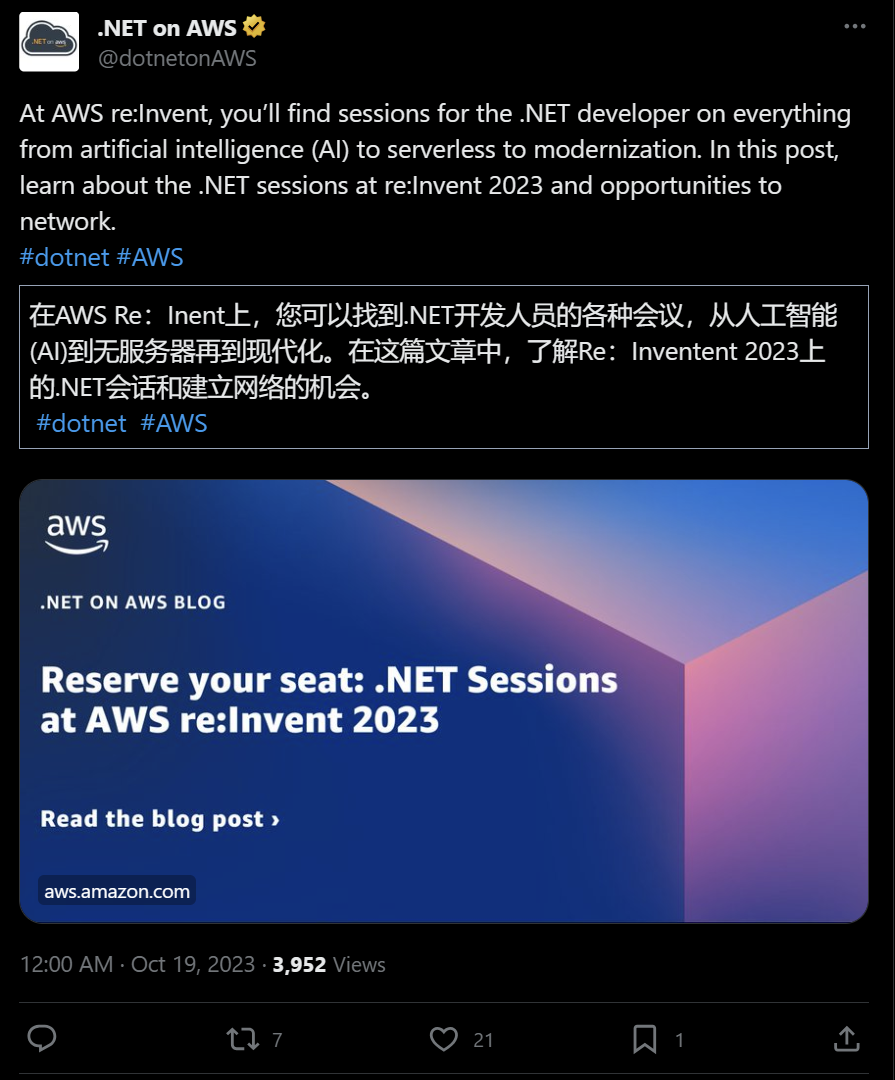 .NET on AWS
@dotnetonAWS
At AWS re:Invent, you’ll find sessions for the .NET developer on everything
from artificial intelligence (AI) to serverless to modernization. In this post,
learn about the .NET sessions at re:Invent 2023 and opportunities to
network.
#dotnet #AWS
在AWS Re：Inent上，您可以找到.NET开发人员的各种会议，从人工智能
(AI)到无服务器再到现代化。在这篇文章中，了解Re：Inventent 2023上
的.NET会话和建立网络的机会。
#dotnet #AWS
aws
.NET ON AWS BLOG
Reserve your seat: .NET Sessions
at AWS re:Invent 2023
Read the blog post ›
aws.amazon.com
12:00 AM · Oct 19, 2023 · 3,952 Views
7 21 1